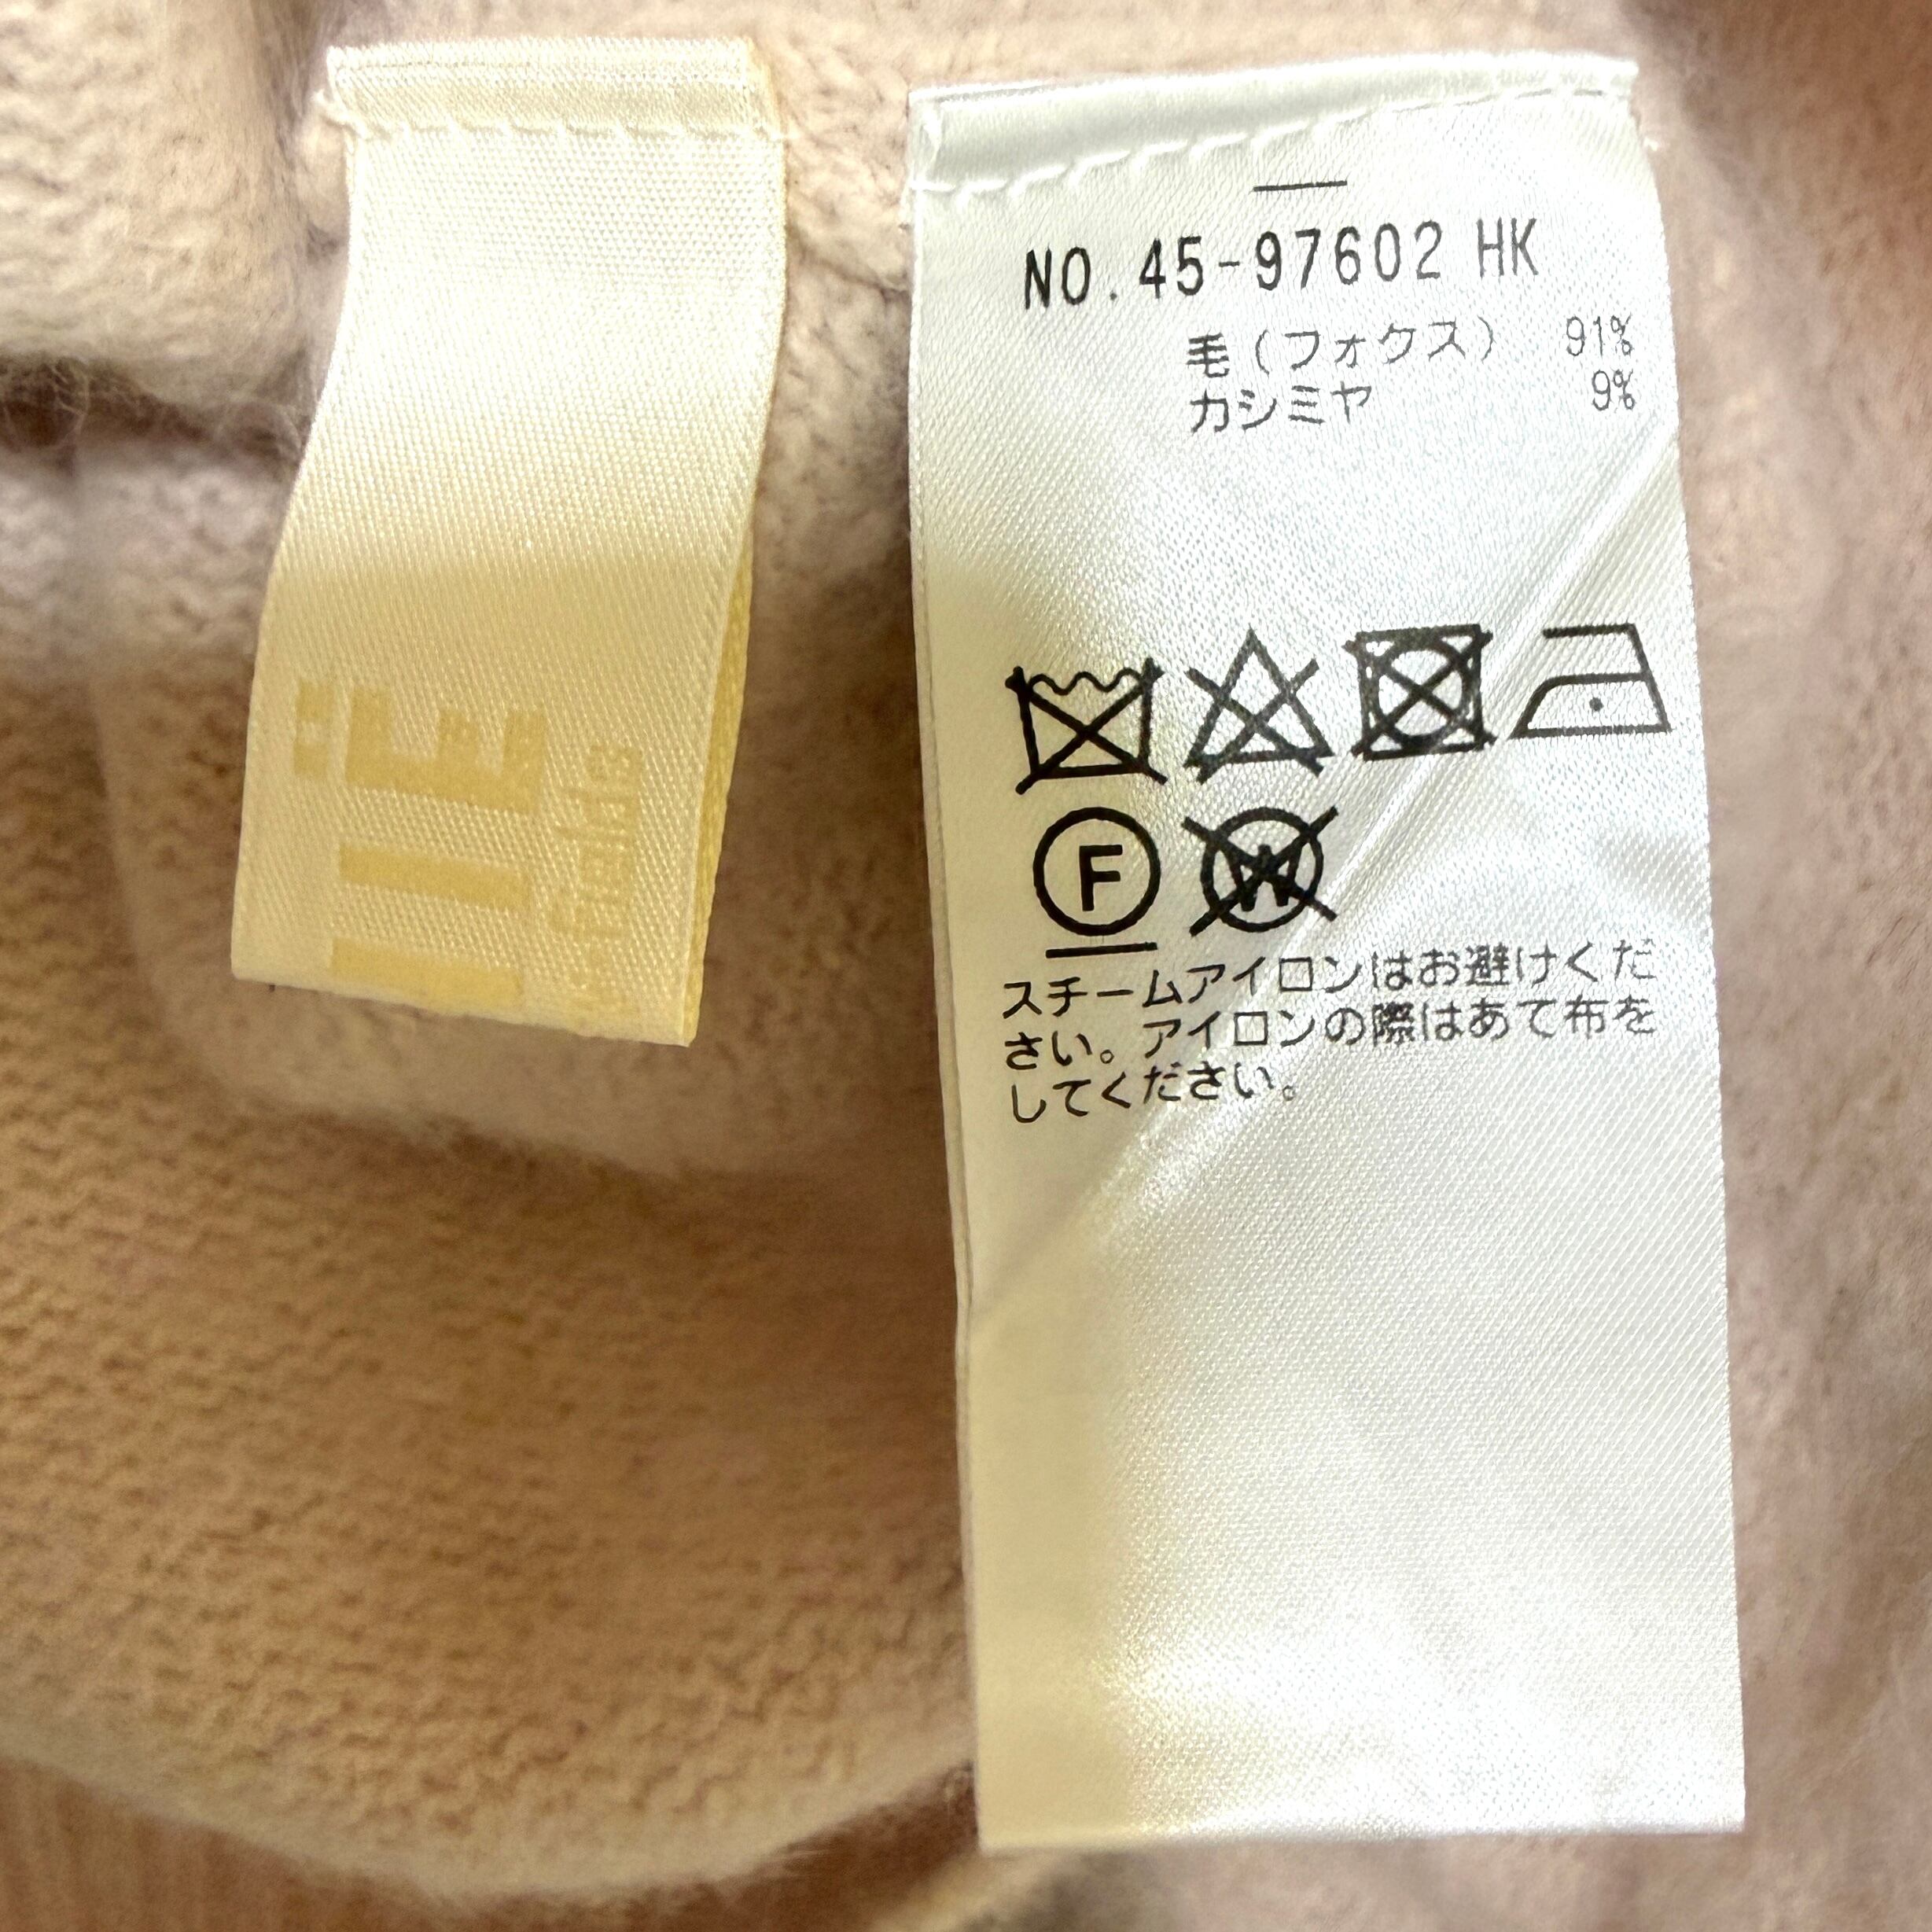 NO.45-97602 HK
毛(フォクス) 91%
カシミヤ 9%
F W
スチームアイロンはお避けくだ
さい。アイロンの際はあて布を
してください。
fields